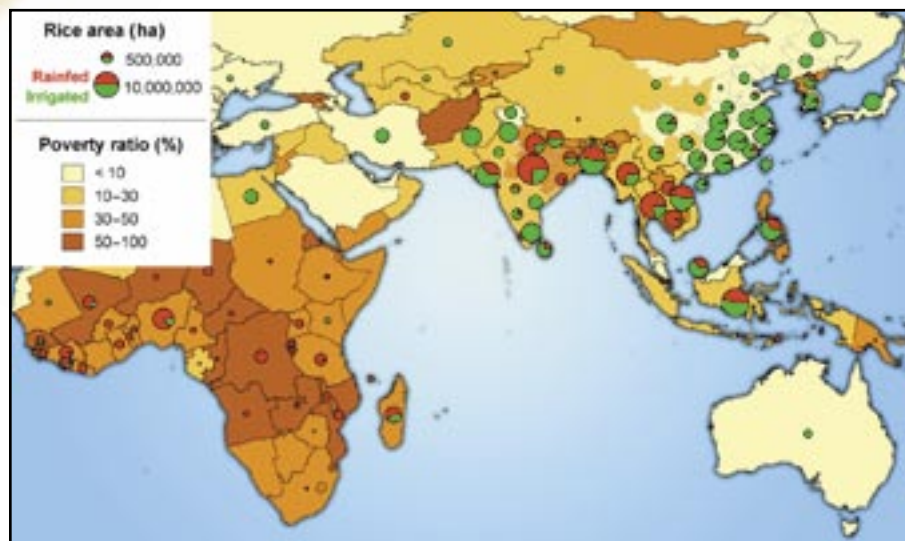 Rice area (ha)
500,000
Rainfed
Irrigated
10,000,000
Poverty ratio (%)
< 10
10–30
30–50
50–100